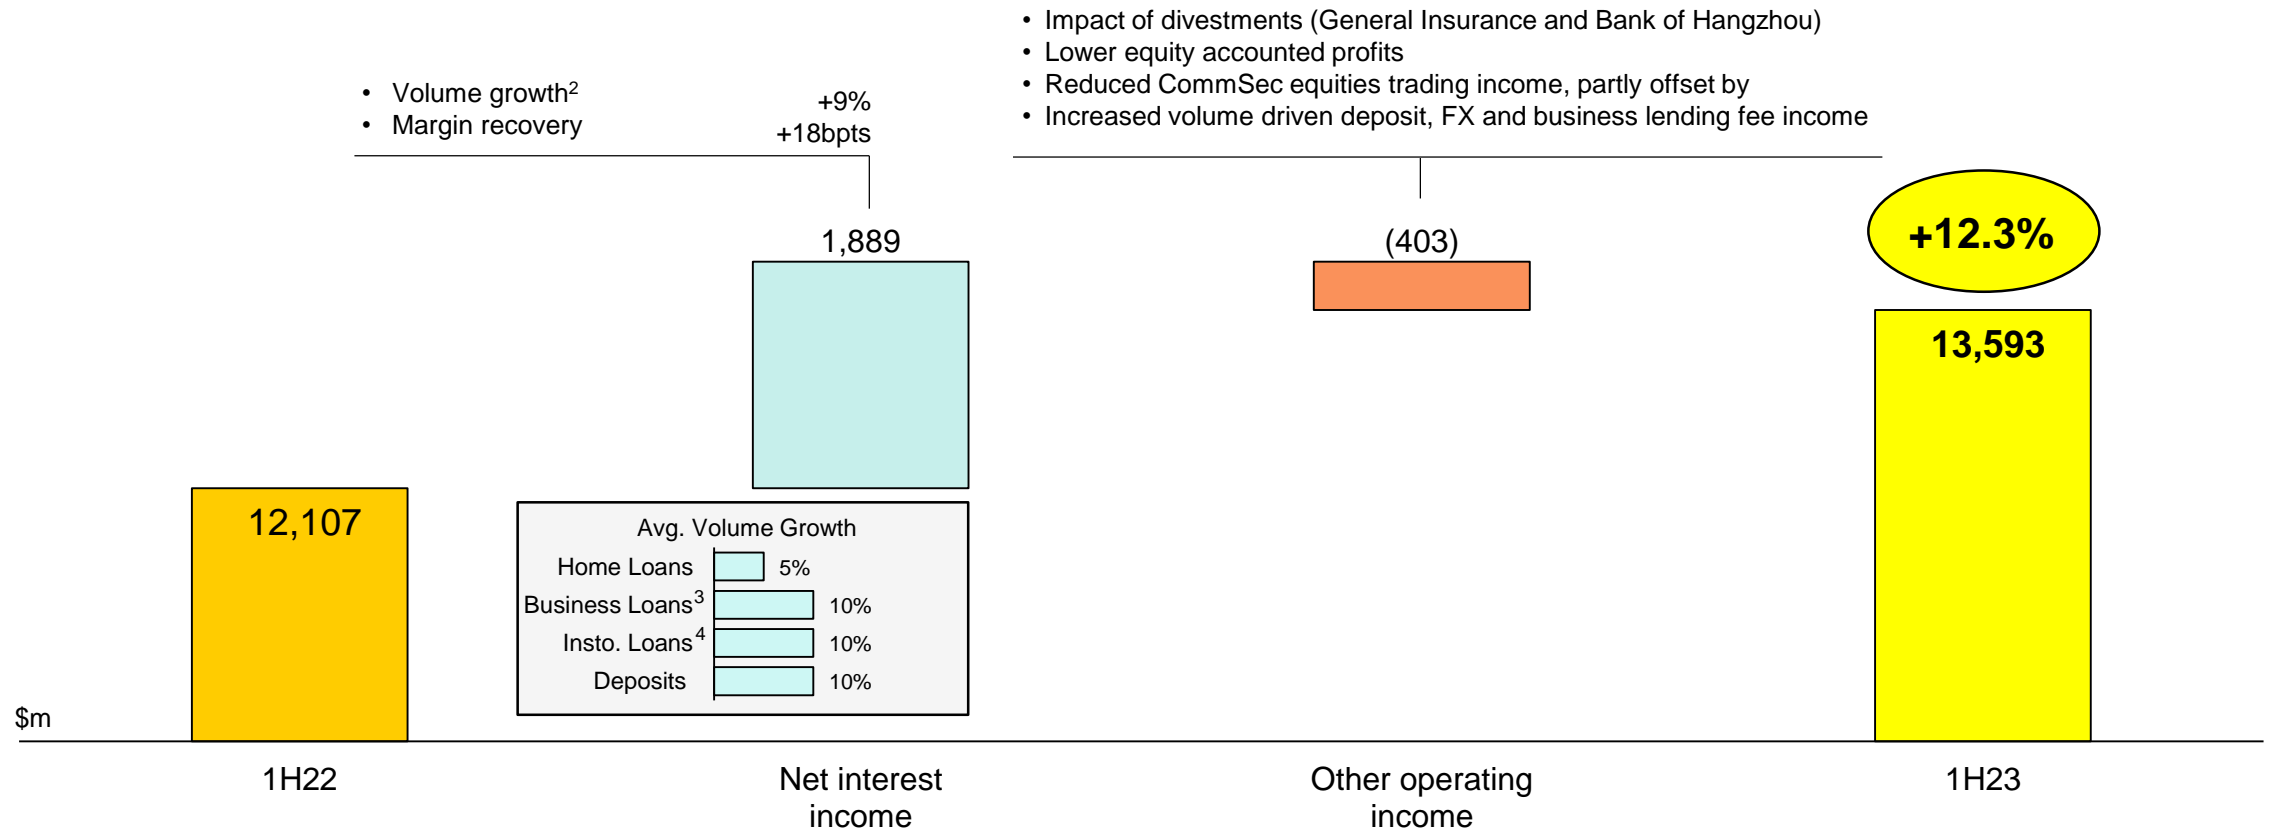 • Impact of divestments (General Insurance and Bank of Hangzhou)
• Lower equity accounted profits
• Reduced CommSec equities trading income, partly offset by
• Increased volume driven deposit, FX and business lending fee income
• Volume growth² +9%
• Margin recovery +18bpts
1,889
(403)
+12.3%
13,593
12,107
Avg. Volume Growth
Home Loans 5%
Business Loans³ 10%
Insto. Loans⁴ 10%
Deposits 10%
$m
1H22
Net interest
income
Other operating
income
1H23